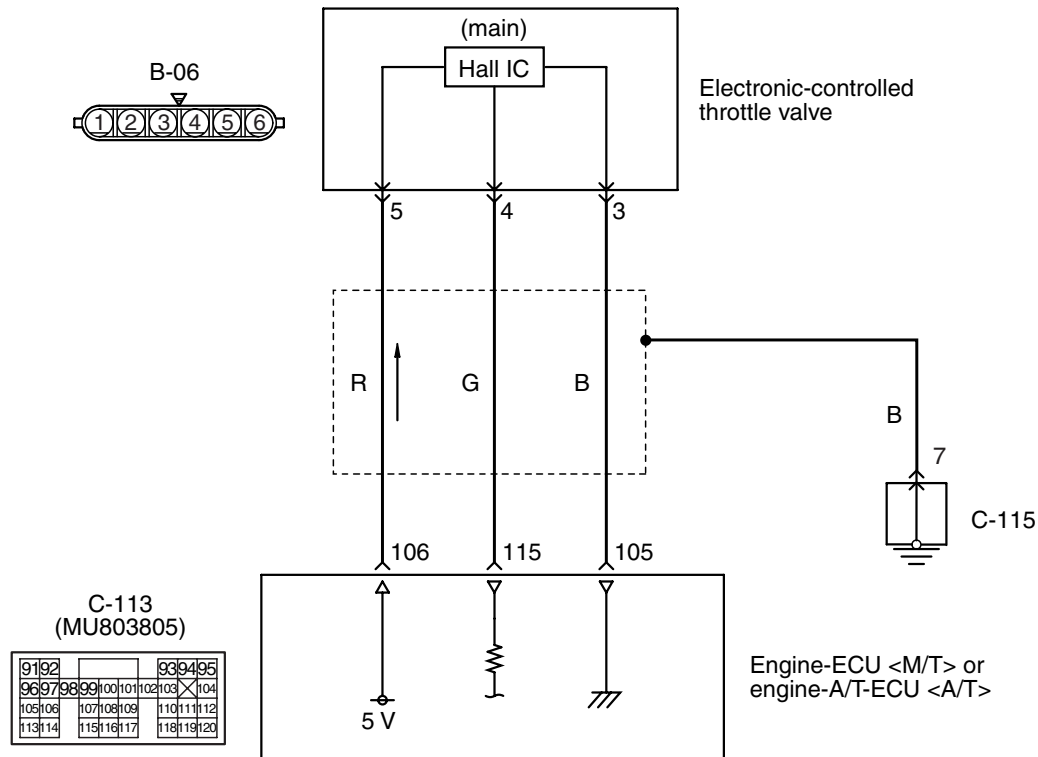 (main)
Hall IC
B-06
1 2 3 4 5 6
Electronic-controlled
throttle valve
5 4 3
R G B
B
7
C-115
106 115 105
C-113
(MU803805)
91 92 93 94 95
96 97 98 99 100 101 102 103 104
105 106 107 108 109 110 111 112
113 114 115 116 117 118 119 120
5 V
Engine-ECU <M/T> or
engine-A/T-ECU <A/T>